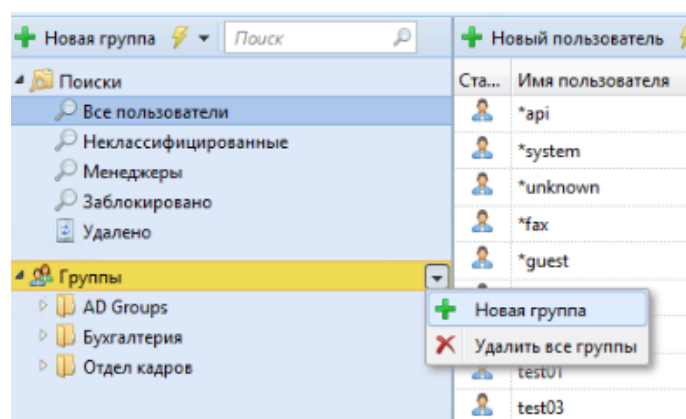 Новая группа
Поиск
Поиски
Все пользователи
Неклассифицированные
Менеджеры
Заблокировано
Удалено
Группы
AD Groups
Бухгалтерия
Отдел кадров
Новый пользователь
Ста... Имя пользователя
*api
*system
*unknown
*fax
*guest
Новая группа
Удалить все группы
test01
test03